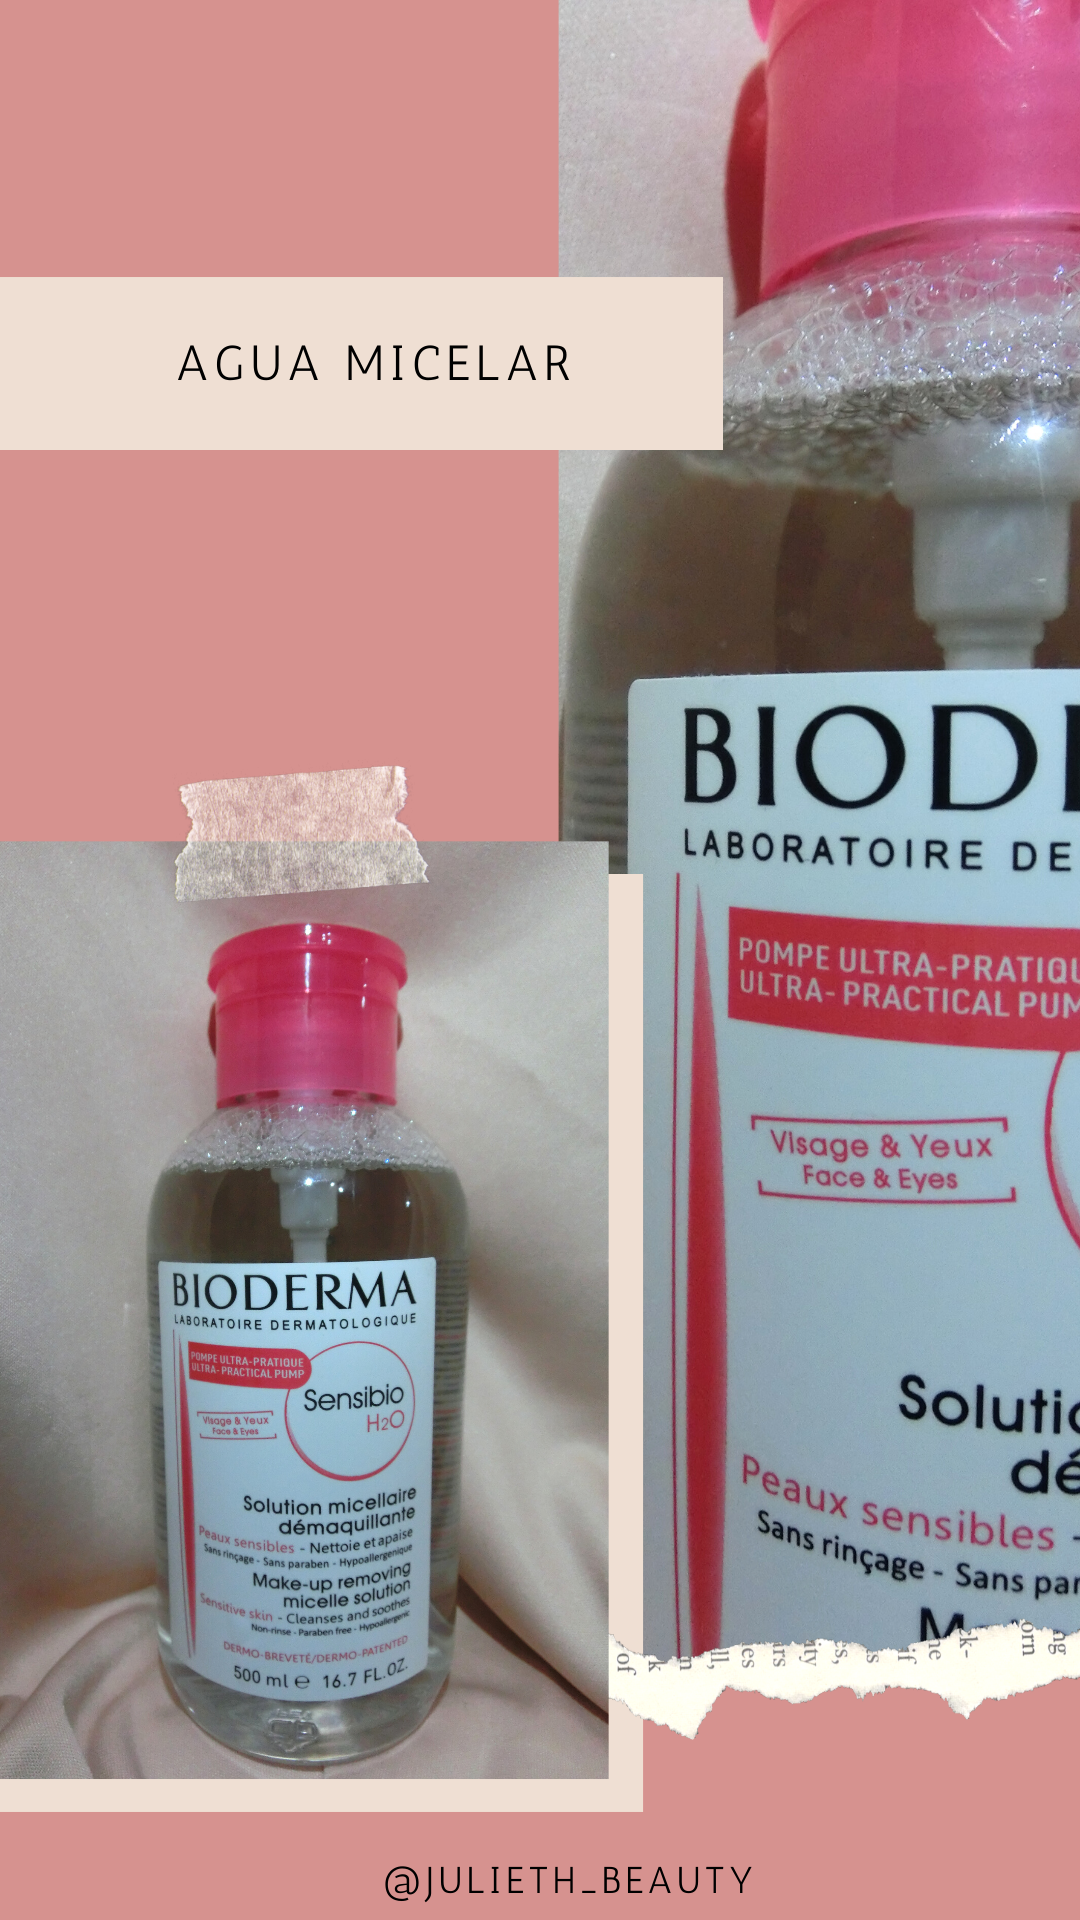 AGUA MICELAR
BIODE
LABORATOIRE DE
POMPE ULTRA-PRATIQU
ULTRA-PRACTICAL PUM
Visage & Yeux
Face & Eyes
Solutio
dé
Peaux sensibles -
Sans rinçage - Sans par
BIODERMA
LABORATOIRE DERMATOLOGIQUE
POMPE ULTRA-PRATIQUE
ULTRA-PRACTICAL PUMP
Sensibio
H2O
Visage & Yeux
Face & Eyes
Solution micellaire
démaquillante
Peaux sensibles - Nettoie et apaise
Sans rinçage - Sans paraben - Hypoallergenique
Make-up removing
micelle solution
Sensitive skin - Cleanses and soothes
Non-rinse - Paraben free - Hypoallergenic
DERMO-BREVETÉ/DERMO-PATENTED
500 ml ℮ 16.7 FL.OZ.
@JULIETH_BEAUTY